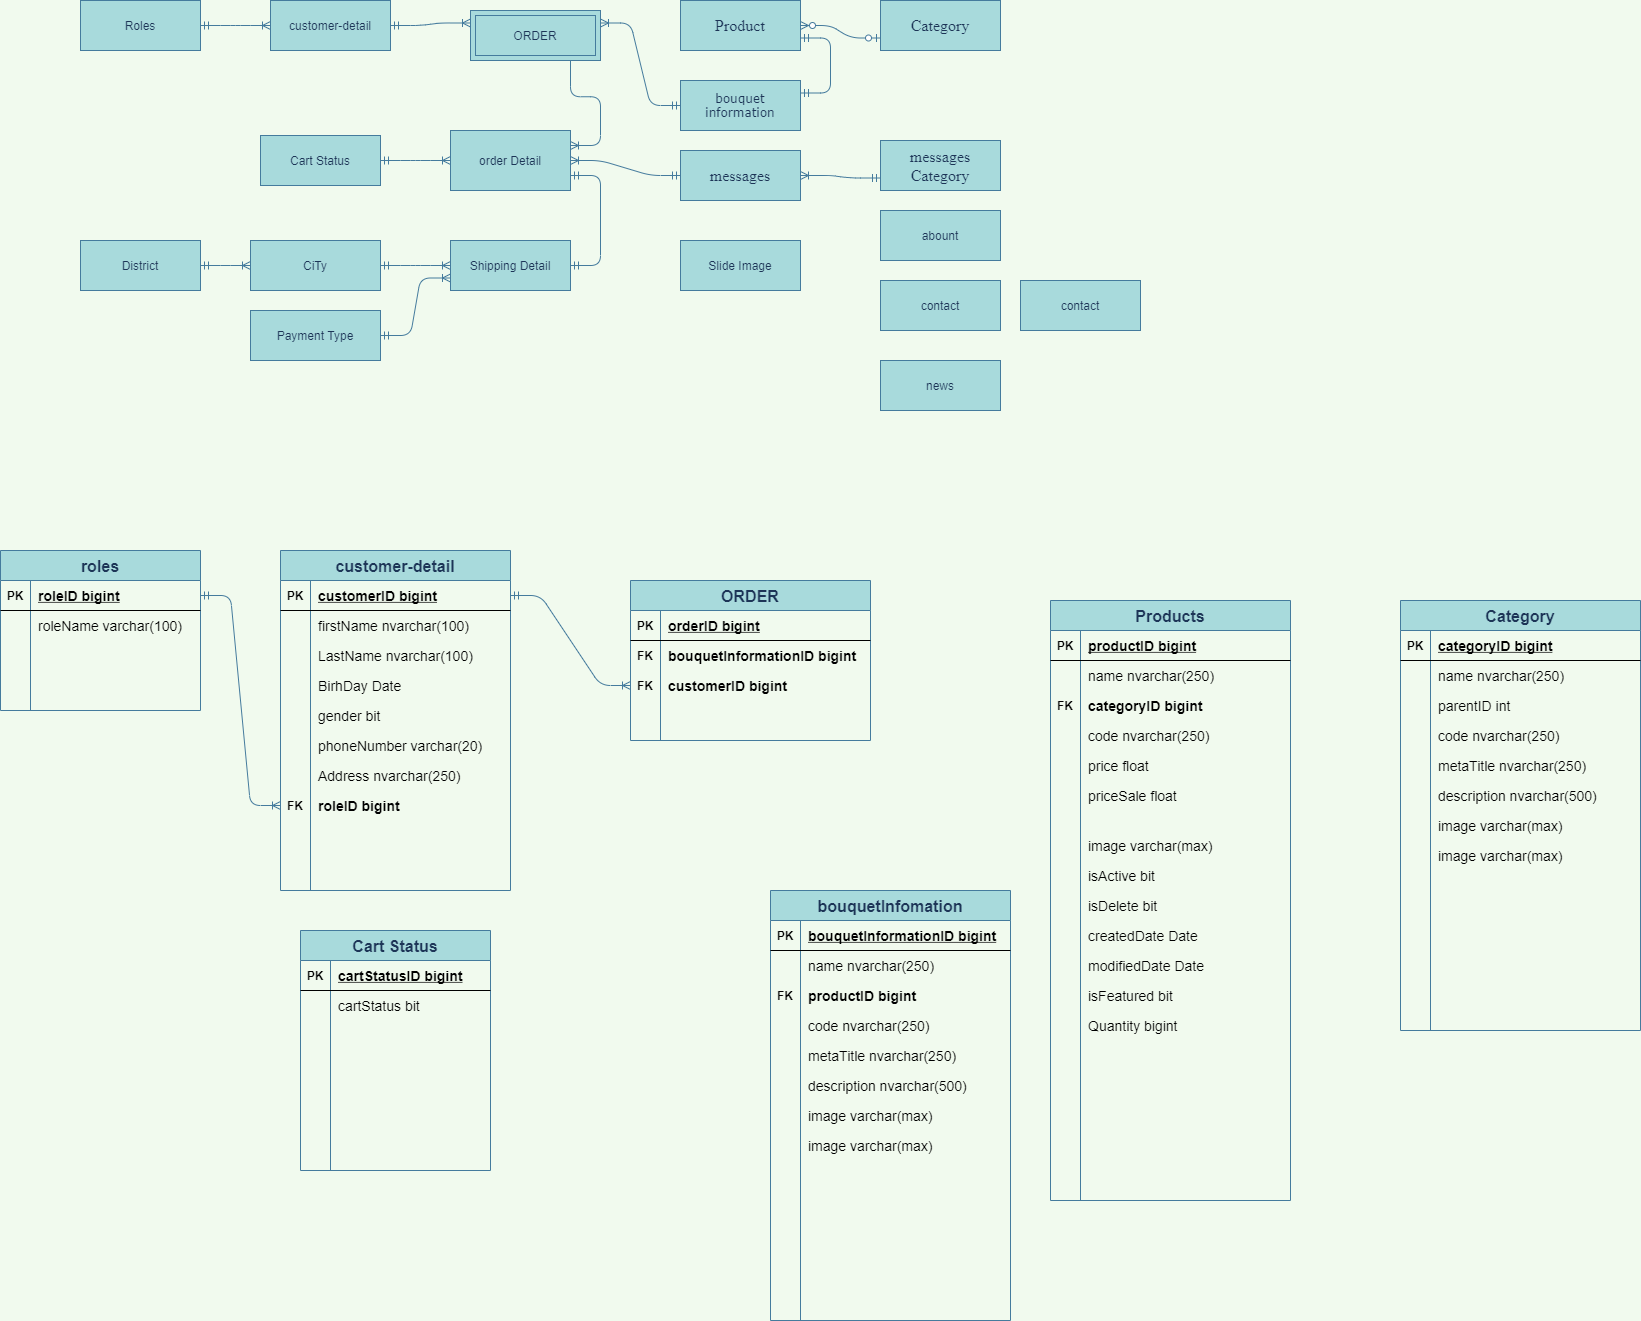 Roles
customer-detail
ORDER
Product
Category
bouquet
information
Cart Status
order Detail
messages
messages
Category
abount
District
CiTy
Shipping Detail
Slide Image
contact
contact
Payment Type
news
roles
PK roleID bigint
roleName varchar(100)
customer-detail
PK customerID bigint
firstName nvarchar(100)
LastName nvarchar(100)
BirhDay Date
gender bit
phoneNumber varchar(20)
Address nvarchar(250)
FK roleID bigint
ORDER
PK orderID bigint
FK bouquetInformationID bigint
FK customerID bigint
Products
PK productID bigint
name nvarchar(250)
FK categoryID bigint
code nvarchar(250)
price float
priceSale float
image varchar(max)
isActive bit
isDelete bit
createdDate Date
modifiedDate Date
isFeatured bit
Quantity bigint
Category
PK categoryID bigint
name nvarchar(250)
parentID int
code nvarchar(250)
metaTitle nvarchar(250)
description nvarchar(500)
image varchar(max)
image varchar(max)
Cart Status
PK cartStatusID bigint
cartStatus bit
bouquetInfomation
PK bouquetInformationID bigint
name nvarchar(250)
FK productID bigint
code nvarchar(250)
metaTitle nvarchar(250)
description nvarchar(500)
image varchar(max)
image varchar(max)